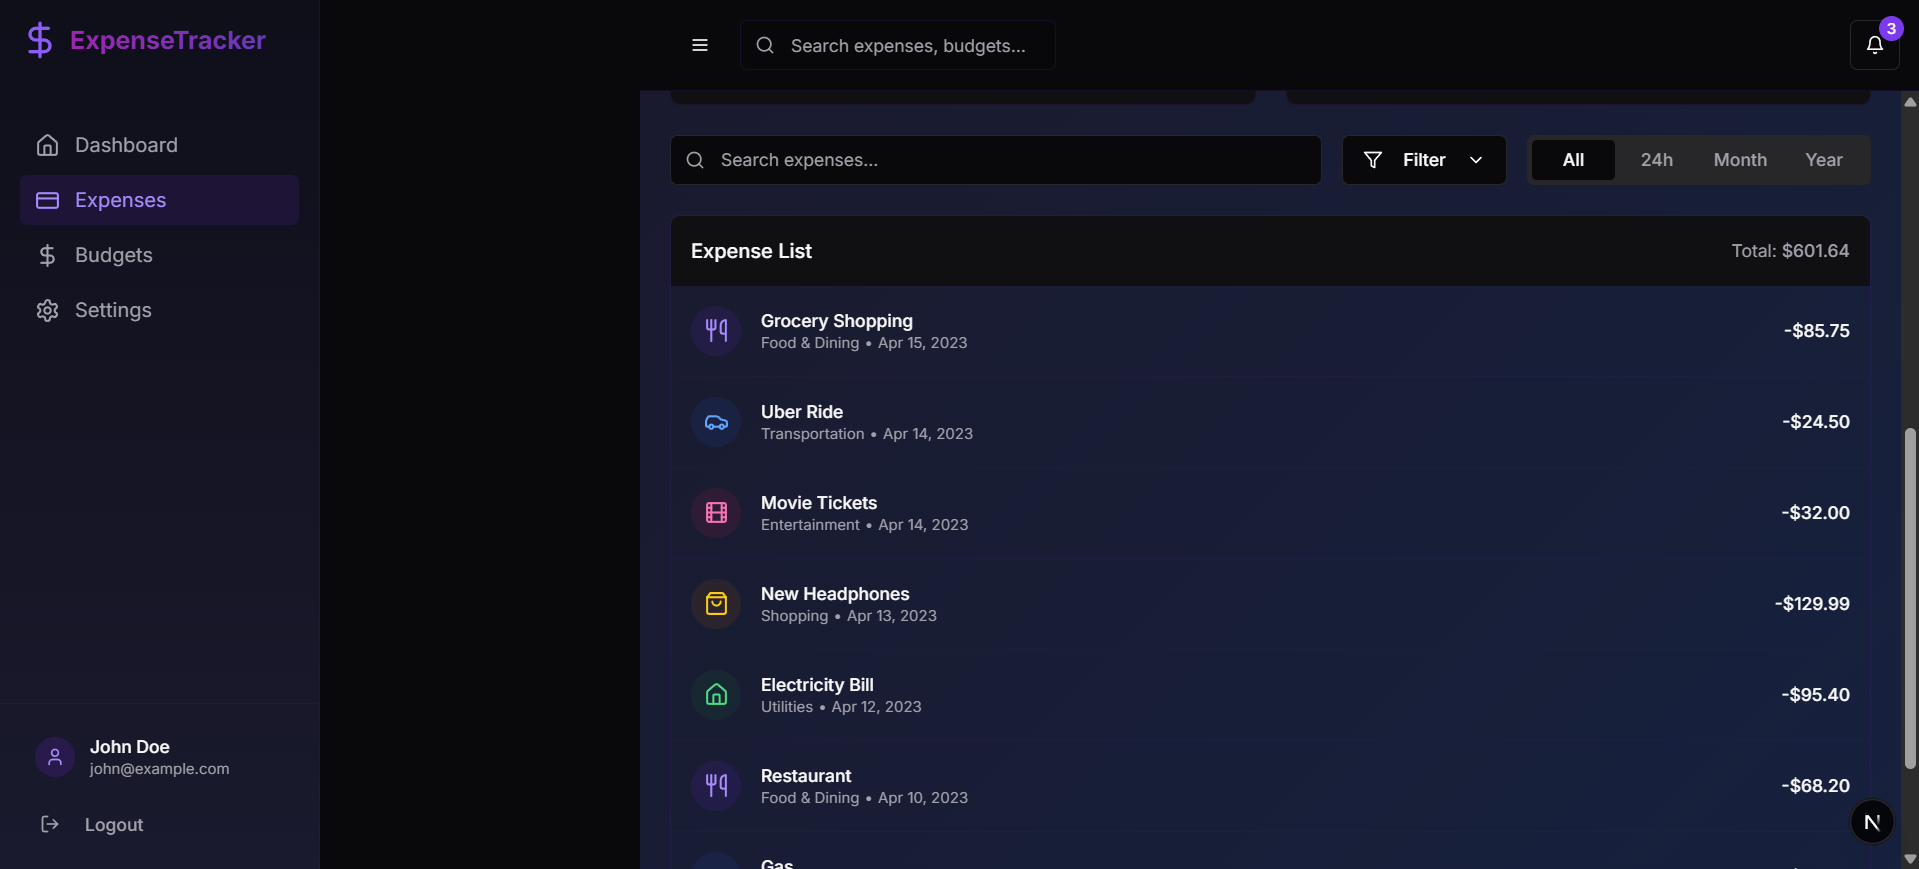 ExpenseTracker
Dashboard
Expenses
Budgets
Settings
John Doe
john@example.com
Logout
Search expenses, budgets...
3
Search expenses...
Filter
All
24h
Month
Year
Expense List
Total: $601.64
Grocery Shopping
Food & Dining • Apr 15, 2023
-$85.75
Uber Ride
Transportation • Apr 14, 2023
-$24.50
Movie Tickets
Entertainment • Apr 14, 2023
-$32.00
New Headphones
Shopping • Apr 13, 2023
-$129.99
Electricity Bill
Utilities • Apr 12, 2023
-$95.40
Restaurant
Food & Dining • Apr 10, 2023
-$68.20
N
Gas